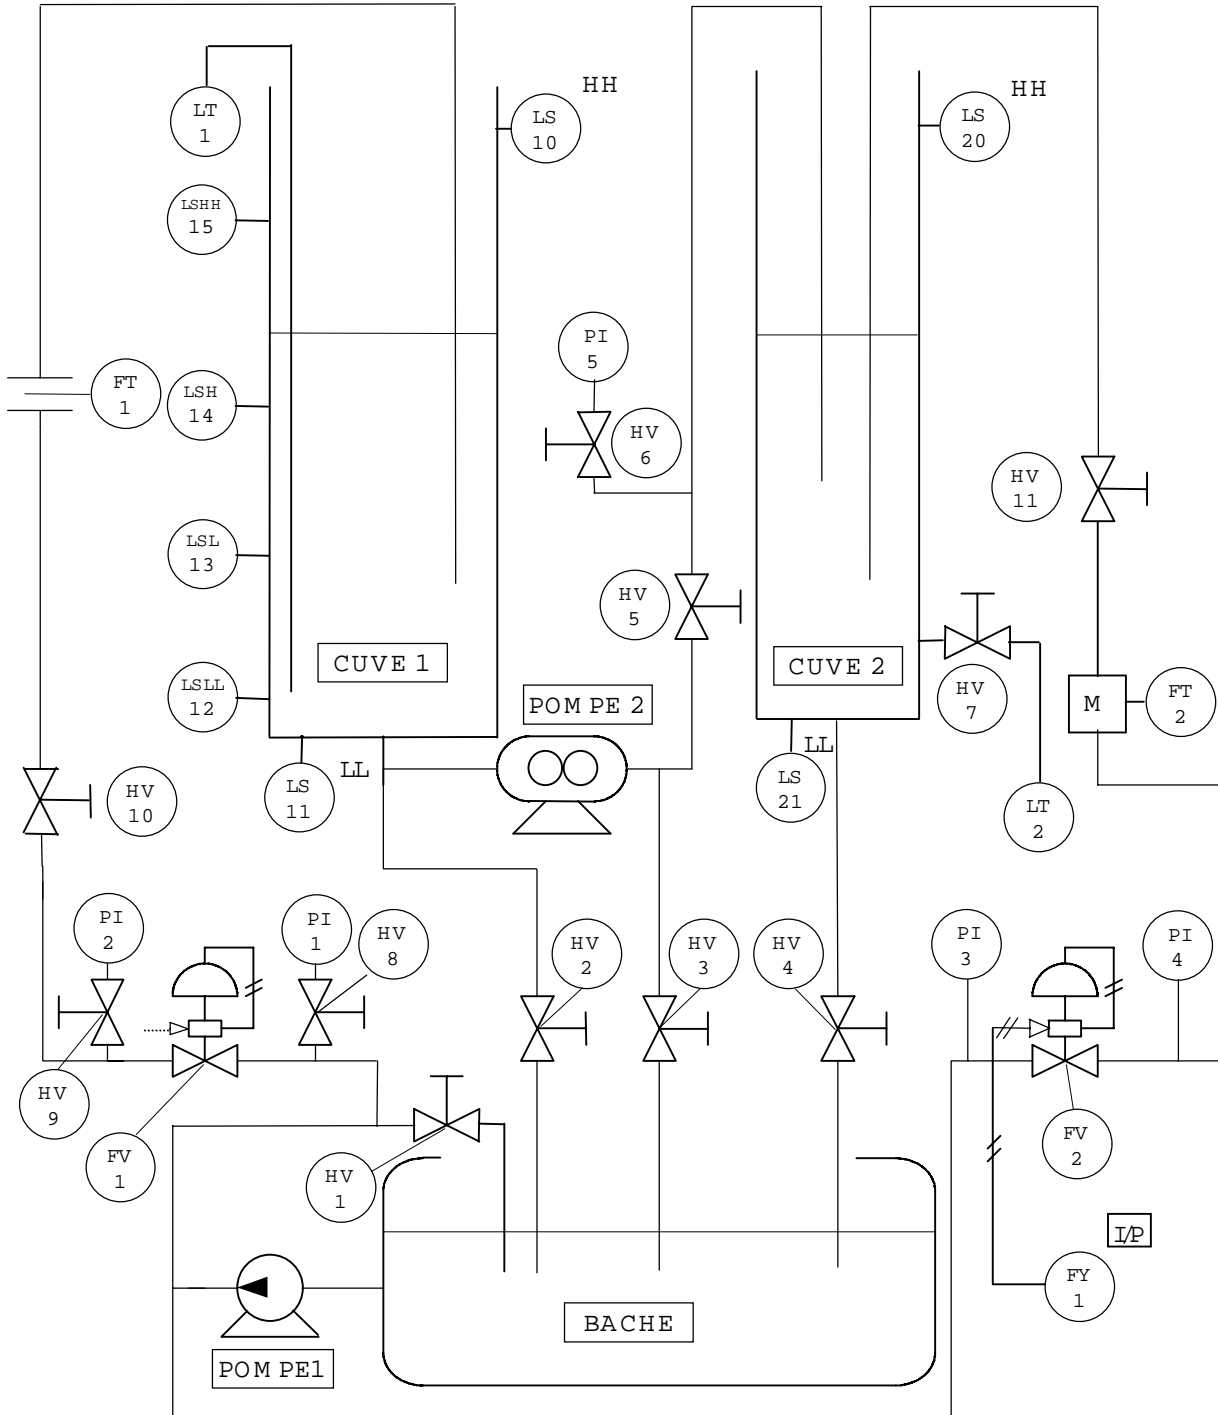 HH
HH
LT
1
LS
10
LS
20
LSHH
15
PI
5
FT
1
LSH
14
HV
6
HV
11
LSL
13
HV
5
CUVE 1
CUVE 2
LSLL
12
POMPE 2
HV
7
M
FT
2
LL
LL
LS
11
LS
21
HV
10
LT
2
PI
2
PI
1
HV
8
HV
2
HV
3
HV
4
PI
3
PI
4
HV
9
FV
1
HV
1
FV
2
I/P
FY
1
BACHE
POMPE1